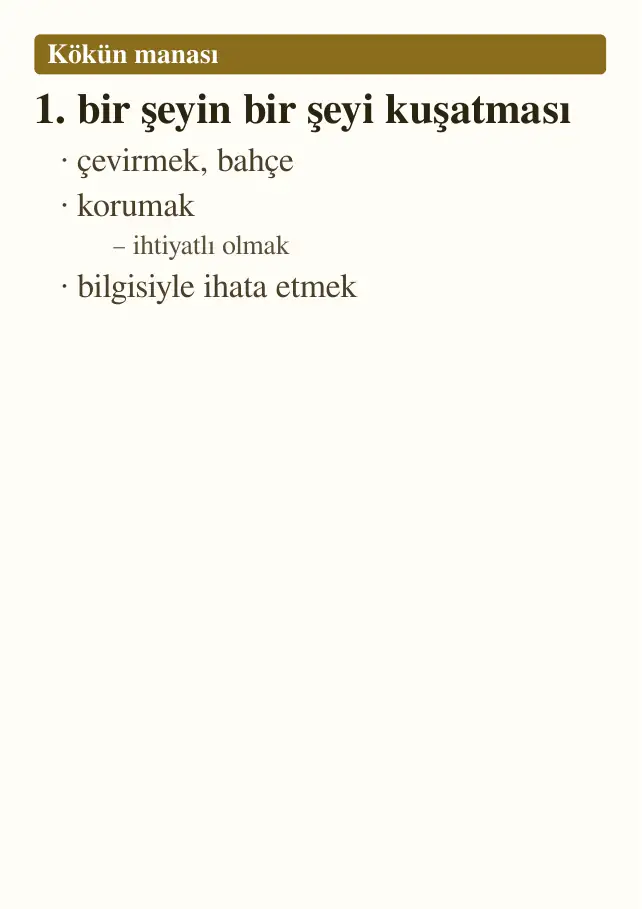 Kökün manası
1. bir şeyin bir şeyi kuşatması
· çevirmek, bahçe
· korumak
– ihtiyatlı olmak
· bilgisiyle ihata etmek